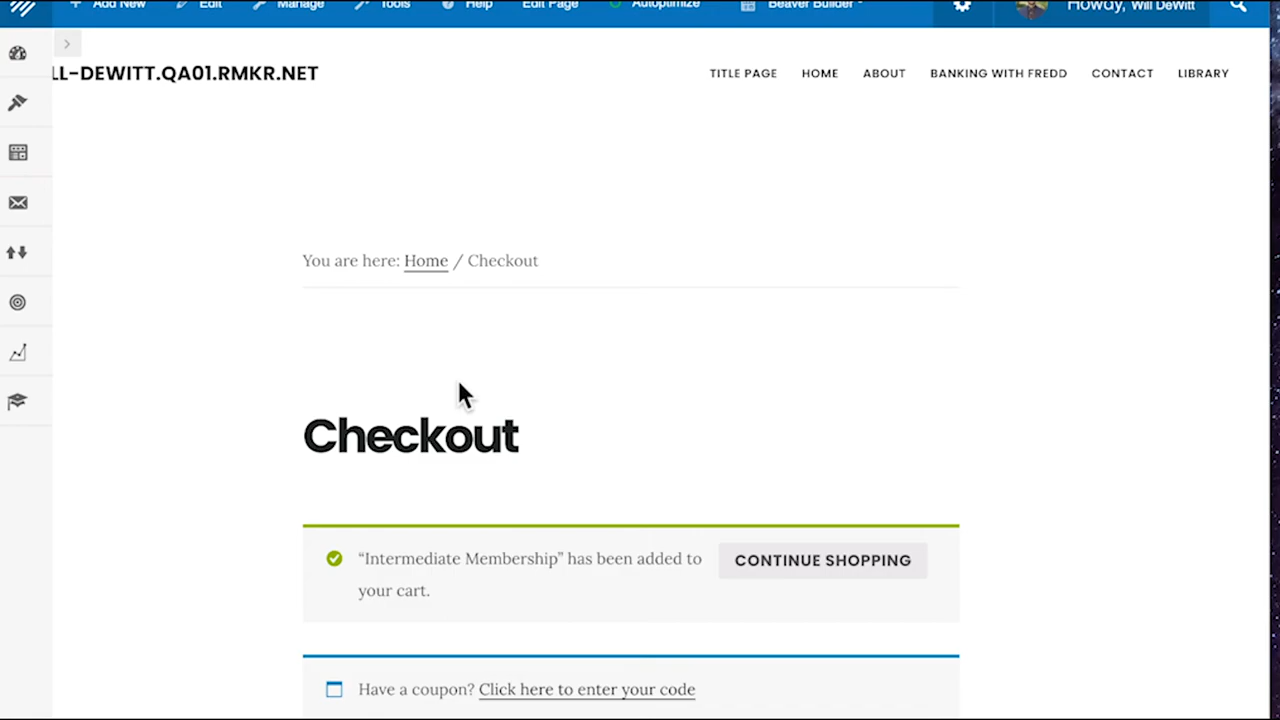 Add New Edit Manage Tools Help Edit Page Autoptimize Beaver Builder Howdy, Will DeWitt
LL-DEWITT.QA01.RMKR.NET
TITLE PAGE HOME ABOUT BANKING WITH FREDD CONTACT LIBRARY
You are here: Home / Checkout
Checkout
“Intermediate Membership” has been added to
your cart.
CONTINUE SHOPPING
Have a coupon? Click here to enter your code